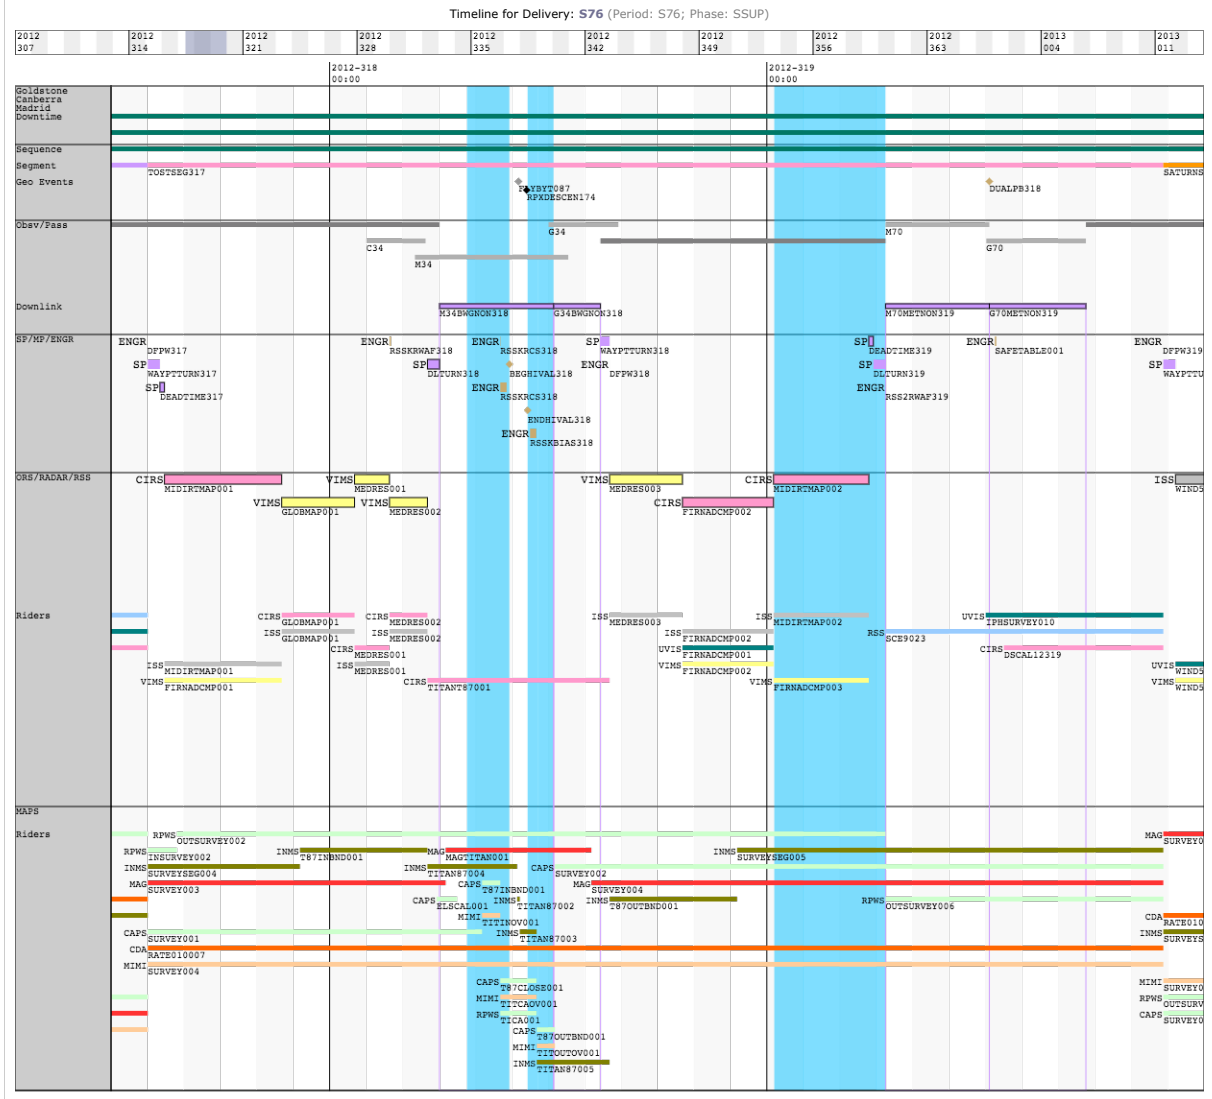 Timeline for Delivery: S76 (Period: S76; Phase: SSUP)
2012 2012 2012 2012 2012 2012 2012 2012 2012 2013 2013
307 314 321 328 335 342 349 356 363 004 011
2012-318 2012-319
00:00 00:00
Goldstone
Canberra
Madrid
Downtime
Sequence
Segment
TOSTSEG317 SATURNS
Geo Events
FLYBYT087 DUALPB318
RPXDESCEN174
Obsv/Pass
G34 M70
C34 G70
M34
Downlink
M34BWGNON318 G34BWGNON318 M70METNON319 G70METNON319
SP/MP/ENGR
ENGR ENGR ENGR SP SP ENGR ENGR
DFPW317 RSSKRWAF318 RSSKRCS318 WAYPTTURN318 DEADTIME319 SAFETABLE001 DFPW319
SP SP ENGR SP SP
WAYPTTURN317 DLTURN318 BEGHIVAL318 DFPW318 DLTURN319 WAYPTTU
SP ENGR ENGR
DEADTIME317 RSSKRCS318 RSS2RWAF319
ENDHIVAL318
ENGR
RSSKBIAS318
ORS/RADAR/RSS
CIRS VIMS VIMS CIRS ISS
MIDIRTMAP001 MEDRES001 MEDRES003 MIDIRTMAP002 WIND5
VIMS VIMS CIRS
GLOBMAP001 MEDRES002 FIRNADCMP002
Riders
CIRS CIRS ISS ISS UVIS
GLOBMAP001 MEDRES002 MEDRES003 MIDIRTMAP002 IPHSURVEY010
ISS ISS ISS RSS
GLOBMAP001 MEDRES002 FIRNADCMP002 SCE9023
CIRS UVIS CIRS
MEDRES001 FIRNADCMP001 DSCAL12319
ISS ISS VIMS UVIS
MIDIRTMAP001 MEDRES001 FIRNADCMP002 WIND5
VIMS CIRS VIMS VIMS
FIRNADCMP001 TITANT87001 FIRNADCMP003 WIND5
MAPS
Riders
RPWS MAG
OUTSURVEY002 SURVEY0
RPWS INMS MAG INMS
INSURVEY002 T87INBND001 MAGTITAN001 SURVEYSEG005
INMS INMS CAPS
SURVEYSEG004 TITAN87004 SURVEY002
MAG CAPS MAG
SURVEY003 T87INBND001 SURVEY004
CAPS INMS INMS RPWS
ELSCAL001 TITAN87002 T87OUTBND001 OUTSURVEY006
MIMI CDA
TITINOV001 RATE010
CAPS INMS INMS
SURVEY001 TITAN87003 SURVEYS
CDA
RATE010007
MIMI
SURVEY004
CAPS MIMI
T87CLOSE001 SURVEY0
MIMI RPWS
TITCAOV001 OUTSURV
RPWS CAPS
TICA001 SURVEY0
CAPS
T87OUTBND001
MIMI
TITOUTOV001
INMS
TITAN87005